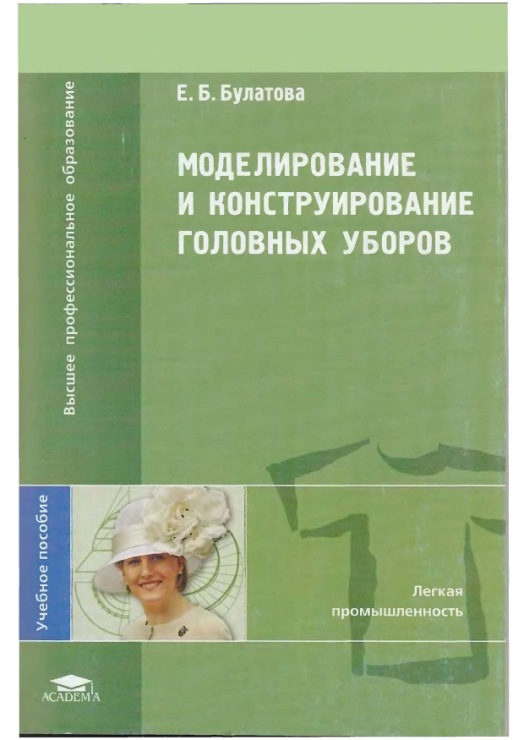 Е. Б. Булатова
МОДЕЛИРОВАНИЕ
И КОНСТРУИРОВАНИЕ
ГОЛОВНЫХ УБОРОВ
Высшее профессиональное образование
Учебное пособие
Легкая
промышленность
ACADEMA